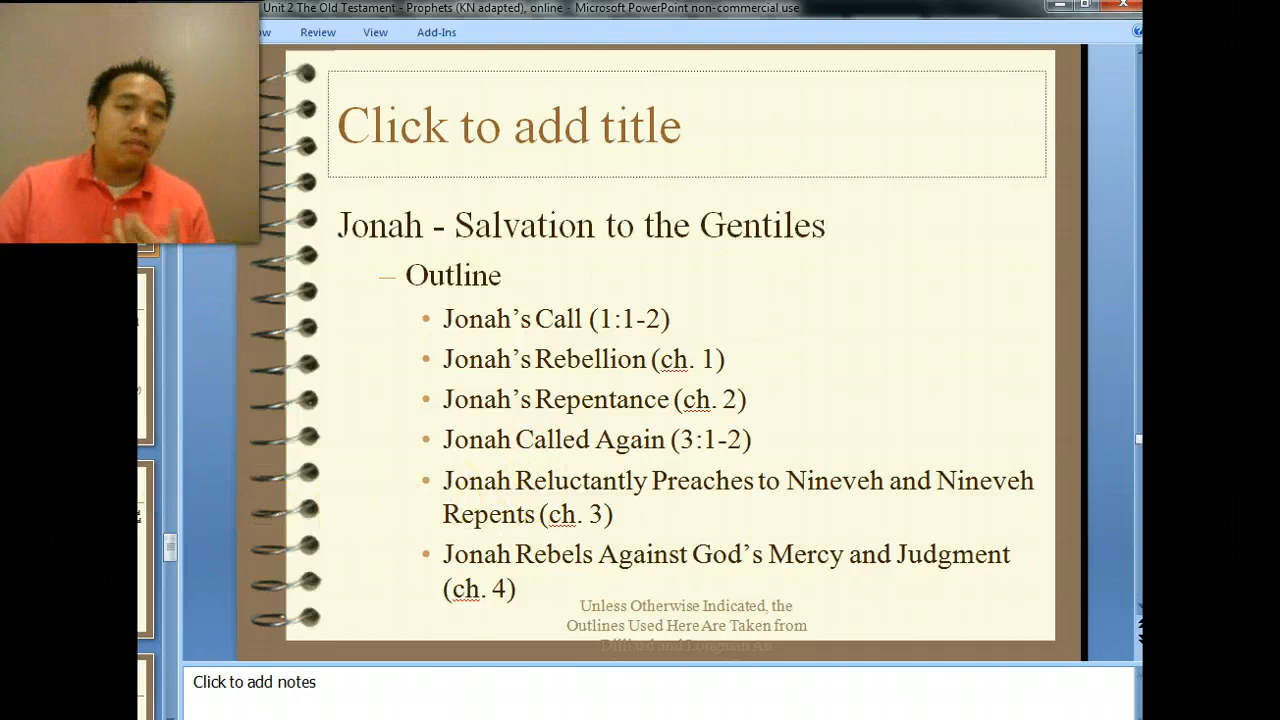 Unit 2 The Old Testament - Prophets (KN adapted), online - Microsoft PowerPoint non-commercial use
Review View Add-Ins
Click to add title
Jonah - Salvation to the Gentiles
– Outline
• Jonah's Call (1:1-2)
• Jonah's Rebellion (ch. 1)
• Jonah's Repentance (ch. 2)
• Jonah Called Again (3:1-2)
• Jonah Reluctantly Preaches to Nineveh and Nineveh
Repents (ch. 3)
• Jonah Rebels Against God's Mercy and Judgment
(ch. 4)
Unless Otherwise Indicated, the
Outlines Used Here Are Taken from
Dilliard and Longman An
Click to add notes